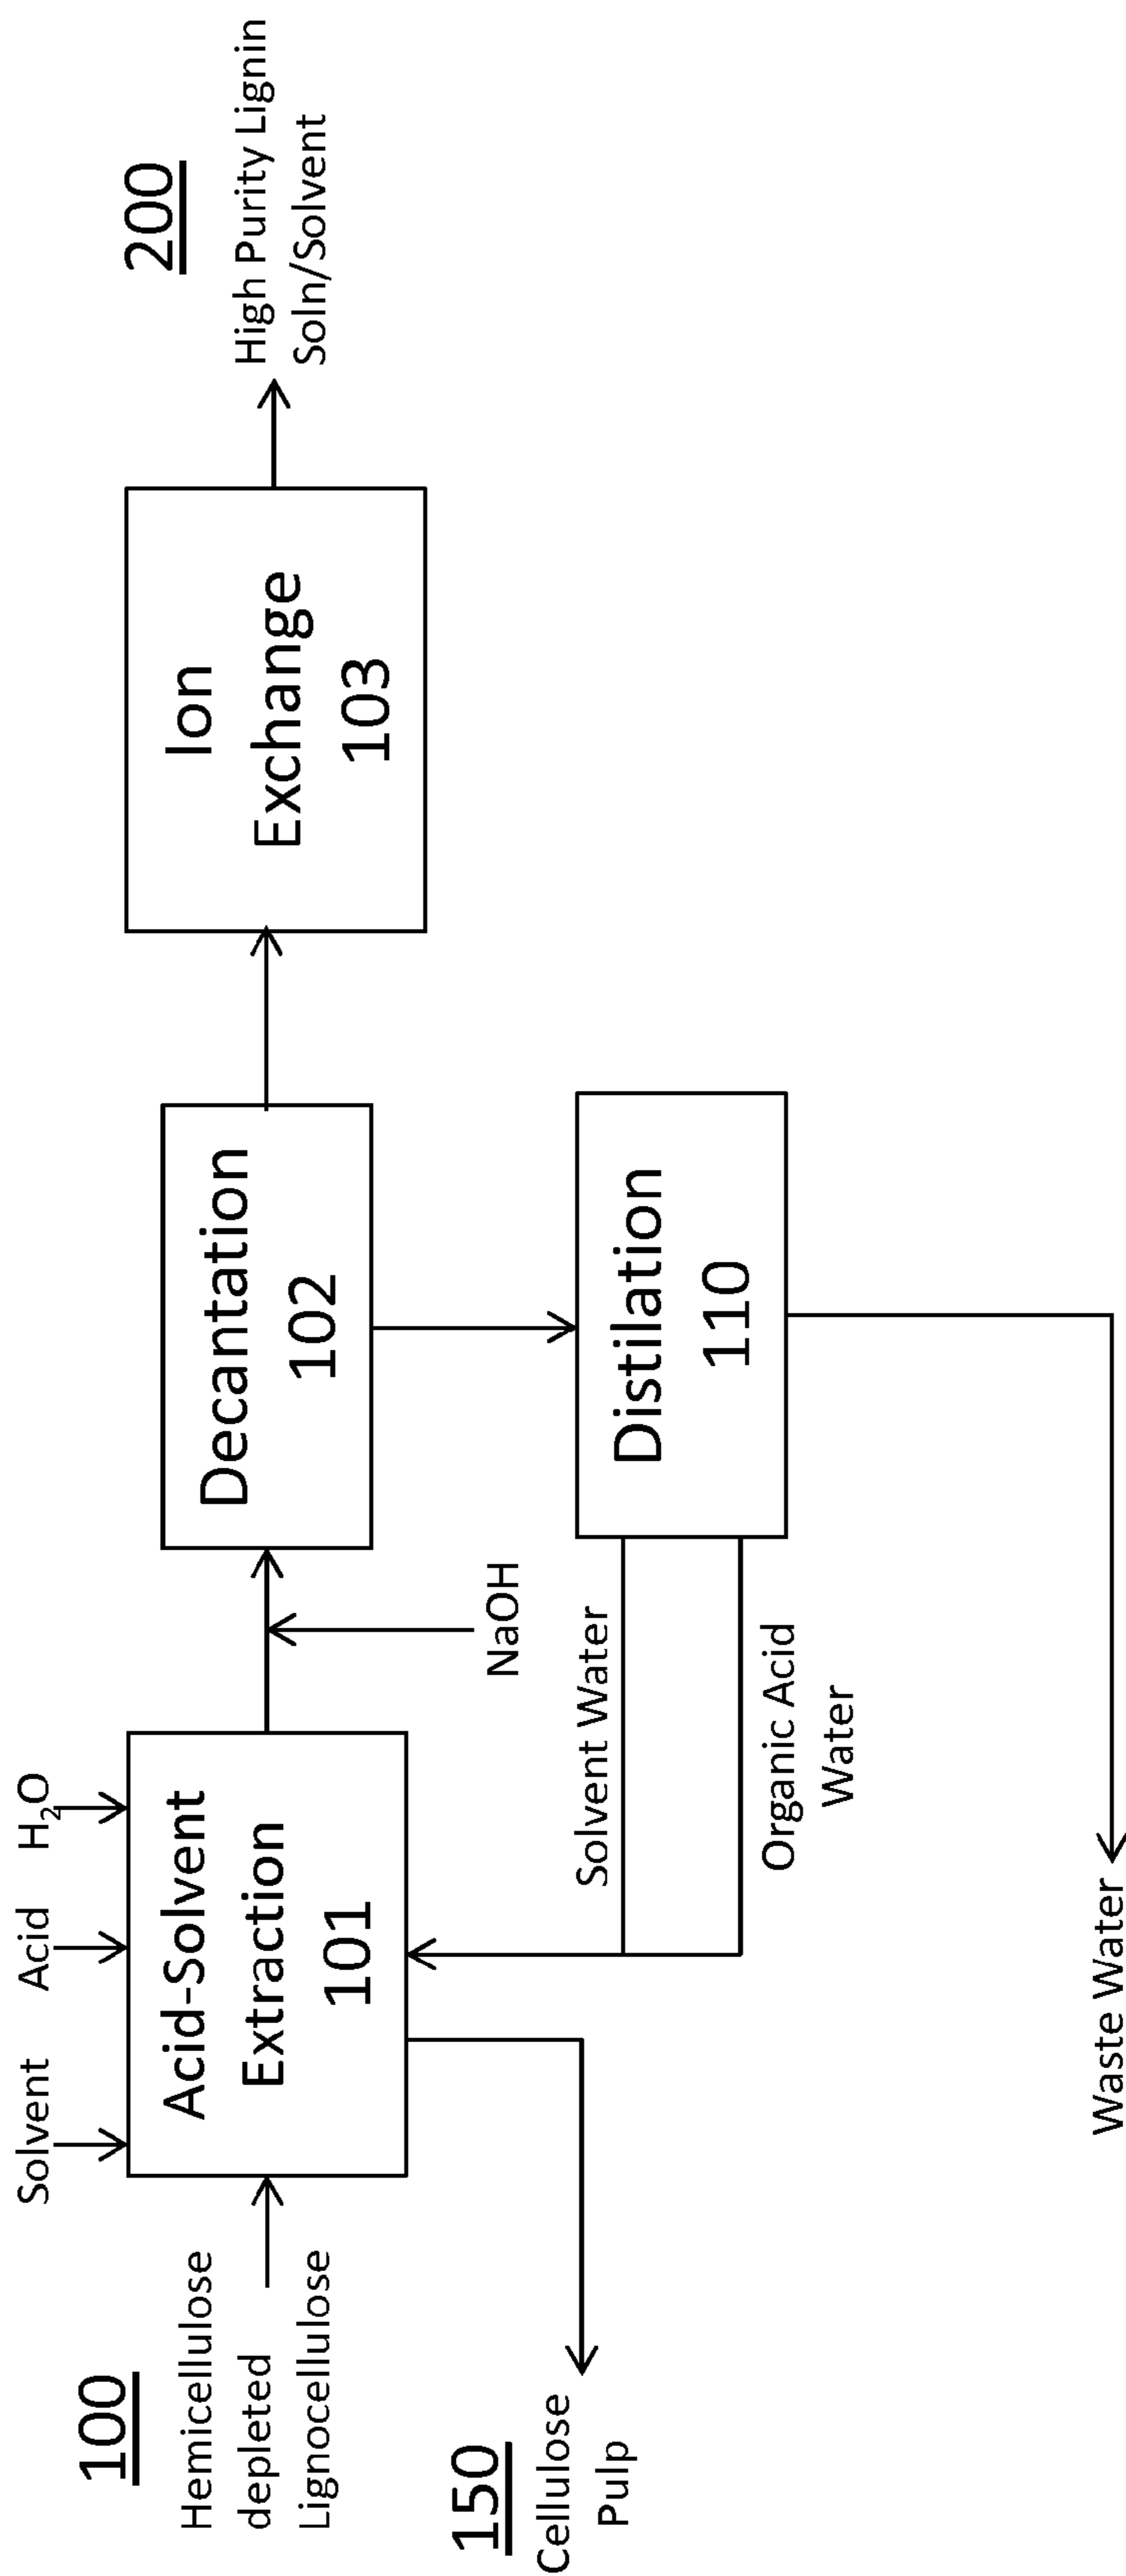 Solvent
Acid
H₂O
100
Hemicellulose
depleted
Lignocellulose
Acid-Solvent
Extraction
101
NaOH
Decantation
102
Ion
Exchange
103
200
High Purity Lignin
Soln/Solvent
150
Cellulose
Pulp
Solvent Water
Organic Acid
Water
Distilation
110
Waste Water